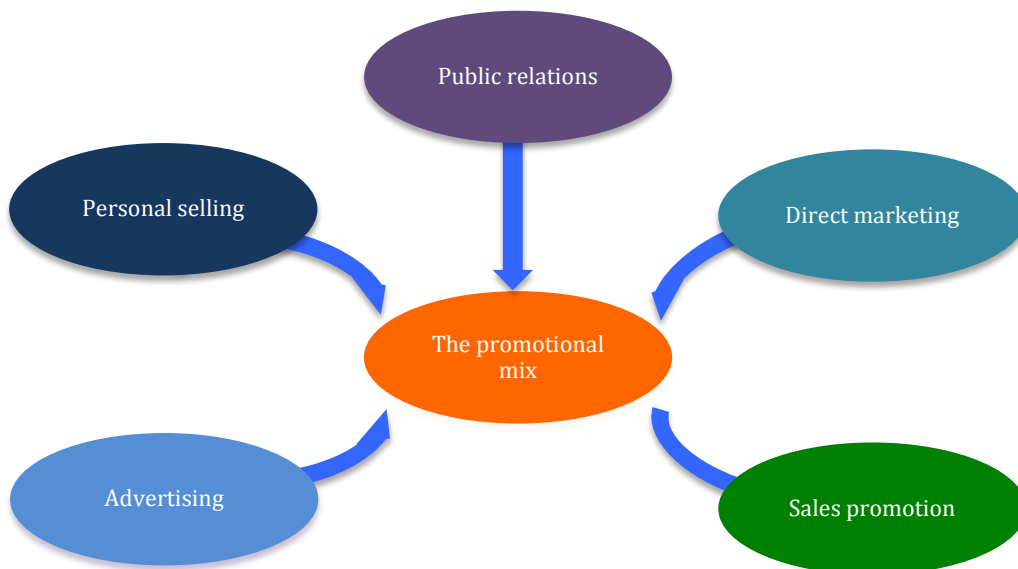 Public relations
Personal selling
Direct marketing
The promotional
mix
Advertising
Sales promotion